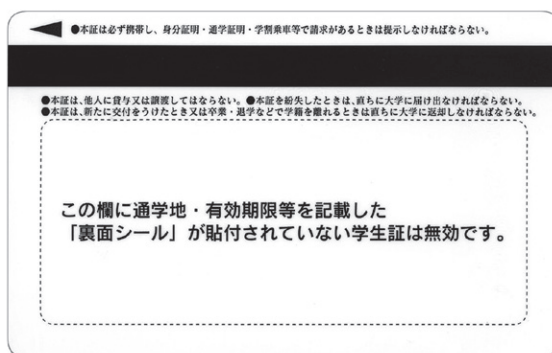 ●本証は必ず携帯し、身分証明・通学証明・学割乗車等で請求があるときは提示しなければならない。
●本証は、他人に貸与又は譲渡してはならない。●本証を紛失したときは、直ちに大学に届け出なければならない。
●本証は、新たに交付をうけたとき又は卒業・退学などで学籍を離れるときは直ちに大学に返却しなければならない。
この欄に通学地・有効期限等を記載した
「裏面シール」が貼付されていない学生証は無効です。